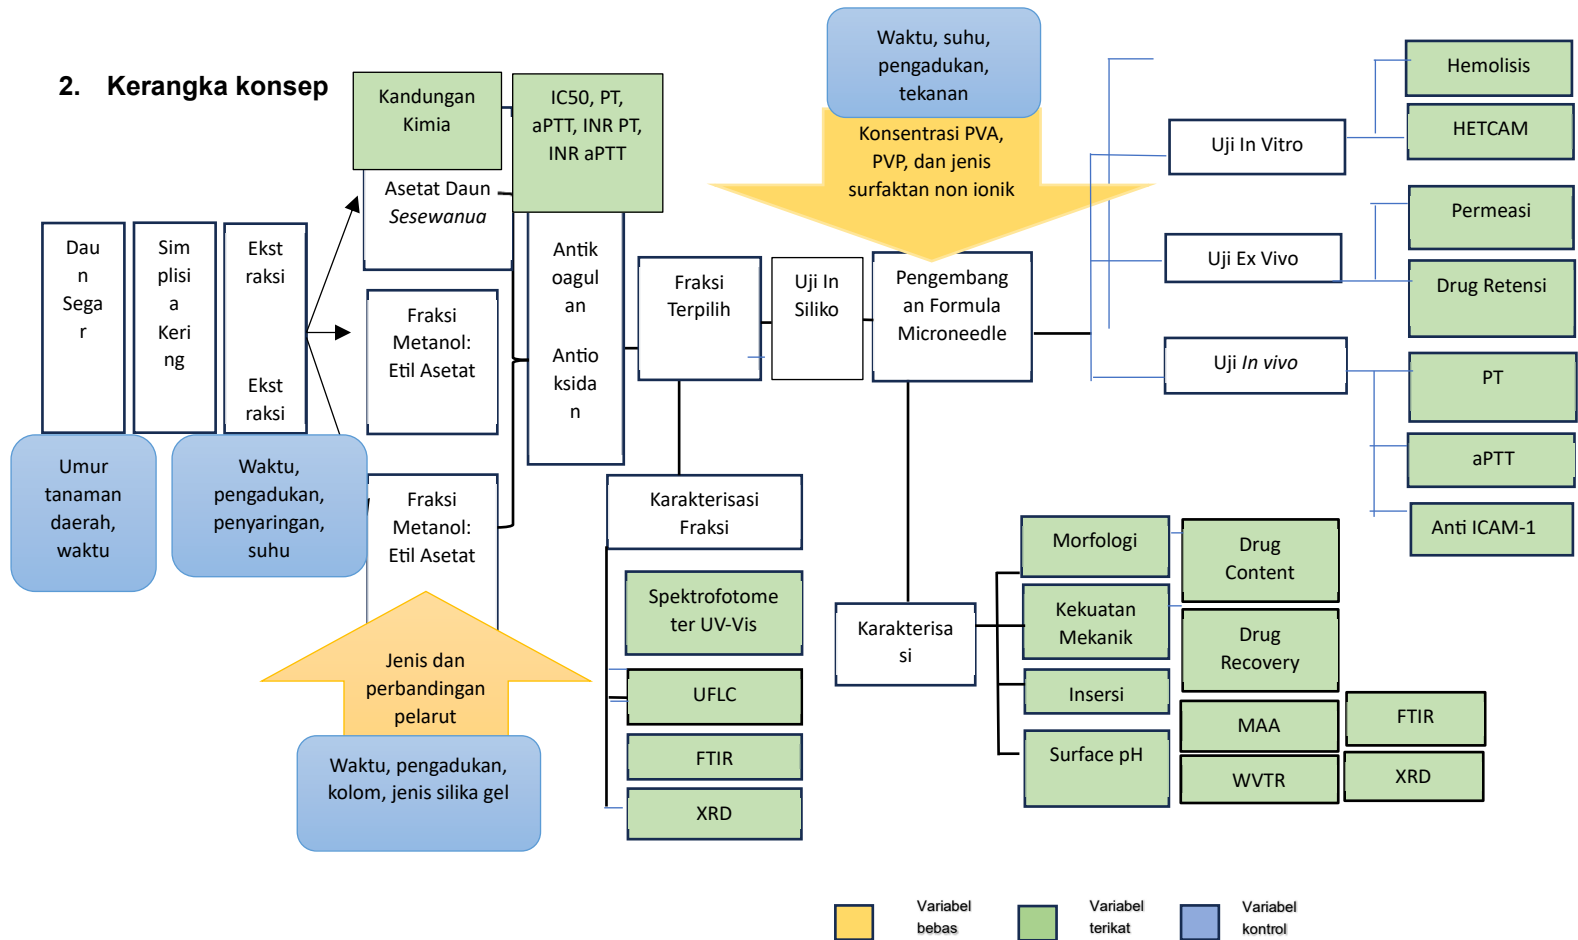 2. Kerangka konsep
Kandungan
Kimia
IC50, PT,
aPTT, INR PT,
INR aPTT
Waktu, suhu,
pengadukan,
tekanan
Konsentrasi PVA,
PVP, dan jenis
surfaktan non ionik
Asetat Daun
Sesewanua
Dau
n
Sega
r
Sim
plisi
a
Keri
ng
Ekst
raksi
Ekst
raksi
Fraksi
Metanol:
Etil Asetat
Fraksi
Metanol:
Etil Asetat
Antik
oagul
an
Antio
ksida
n
Fraksi
Terpilih
Uji In
Siliko
Pengemban
gan Formula
Microneedle
Uji In Vitro
Uji Ex Vivo
Uji In vivo
Hemolisis
HETCAM
Permeasi
Drug Retensi
PT
aPTT
Anti ICAM-1
Umur
tanaman
daerah,
waktu
Waktu,
pengadukan,
penyaringan,
suhu
Jenis dan
perbandingan
pelarut
Waktu, pengadukan,
kolom, jenis silika gel
Karakterisasi
Fraksi
Spektrofotome
ter UV-Vis
UFLC
FTIR
XRD
Karakterisa
si
Morfologi
Kekuatan
Mekanik
Insersi
Surface pH
Drug
Content
Drug
Recovery
MAA
WVTR
FTIR
XRD
Variabel
bebas
Variabel
terikat
Variabel
kontrol